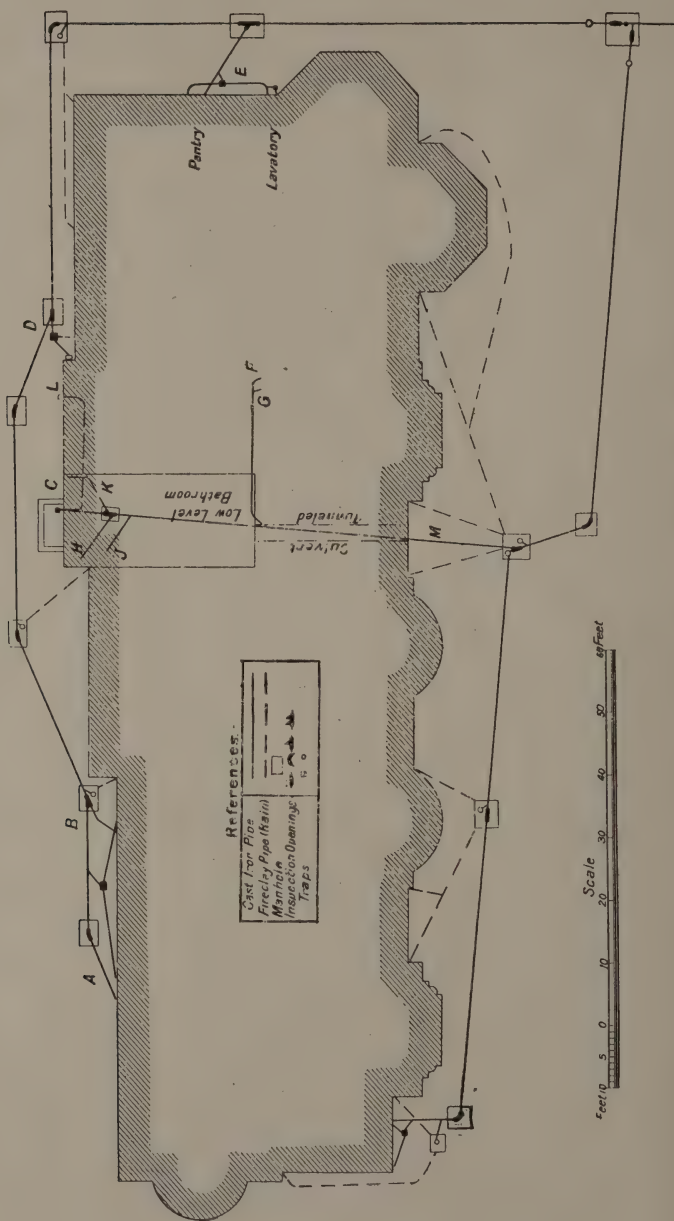 D
E
Pantry
Lavatory
L
C
F
G
K
Low Level
Bathroom
H
J
Tunneled
Culvert
M
B
A
References.
Cast Iron Pipe
Fireclay Pipe (Rain)
Manhole
Inspection Openings
Traps
Scale
Feet 10 5 0 10 20 30 40 50 60 Feet